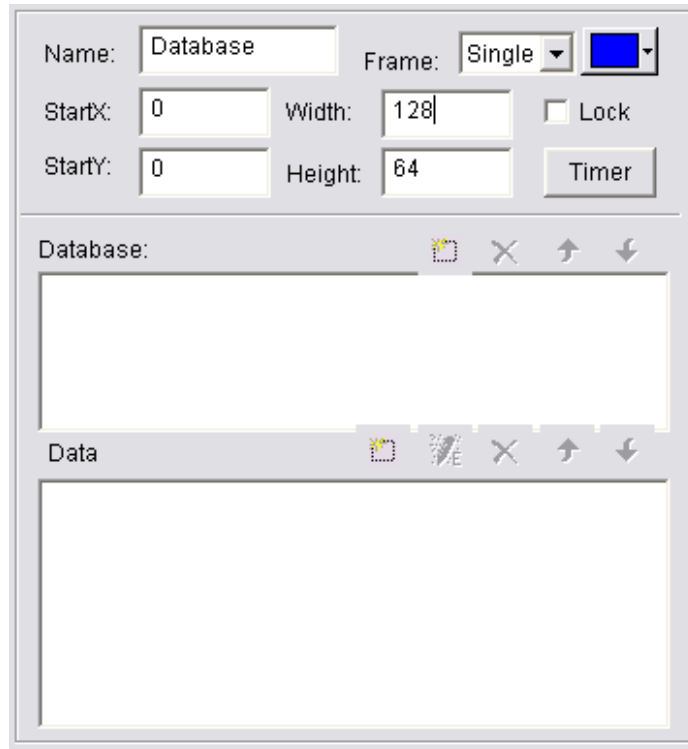 Name: Database Frame: Single
StartX: 0 Width: 128 Lock
StartY: 0 Height: 64 Timer
Database:
Data E